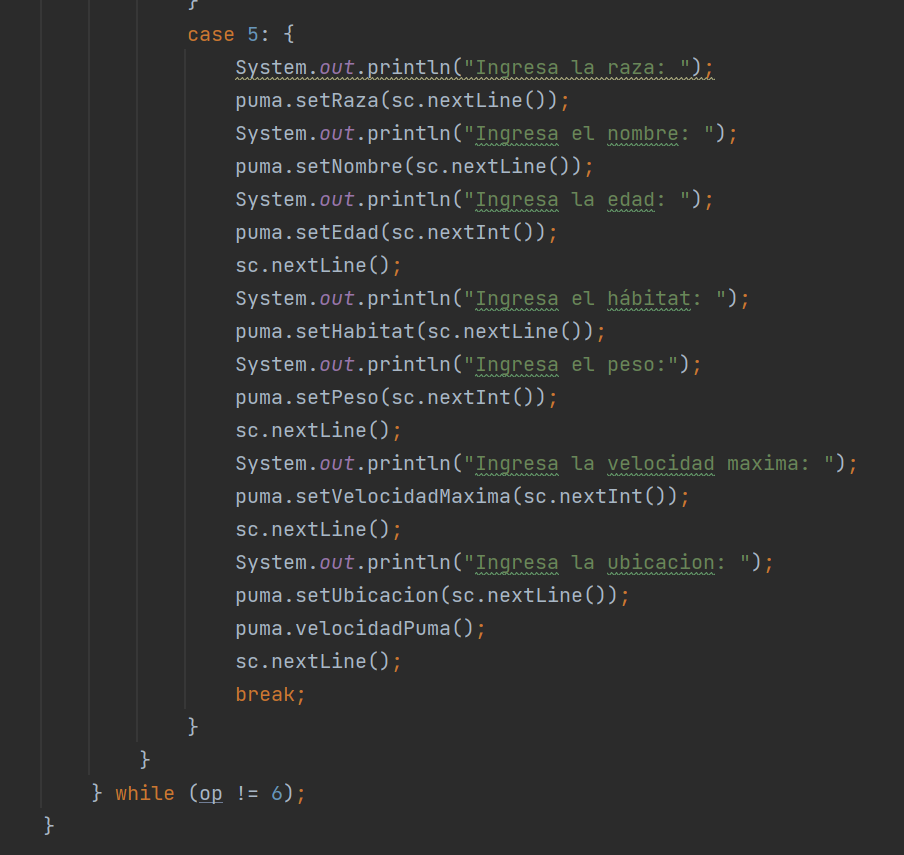 }
case 5: {
System.out.println("Ingresa la raza: ");
puma.setRaza(sc.nextLine());
System.out.println("Ingresa el nombre: ");
puma.setNombre(sc.nextLine());
System.out.println("Ingresa la edad: ");
puma.setEdad(sc.nextInt());
sc.nextLine();
System.out.println("Ingresa el hábitat: ");
puma.setHabitat(sc.nextLine());
System.out.println("Ingresa el peso:");
puma.setPeso(sc.nextInt());
sc.nextLine();
System.out.println("Ingresa la velocidad maxima: ");
puma.setVelocidadMaxima(sc.nextInt());
sc.nextLine();
System.out.println("Ingresa la ubicacion: ");
puma.setUbicacion(sc.nextLine());
puma.velocidadPuma();
sc.nextLine();
break;
}
}
} while (op != 6);
}